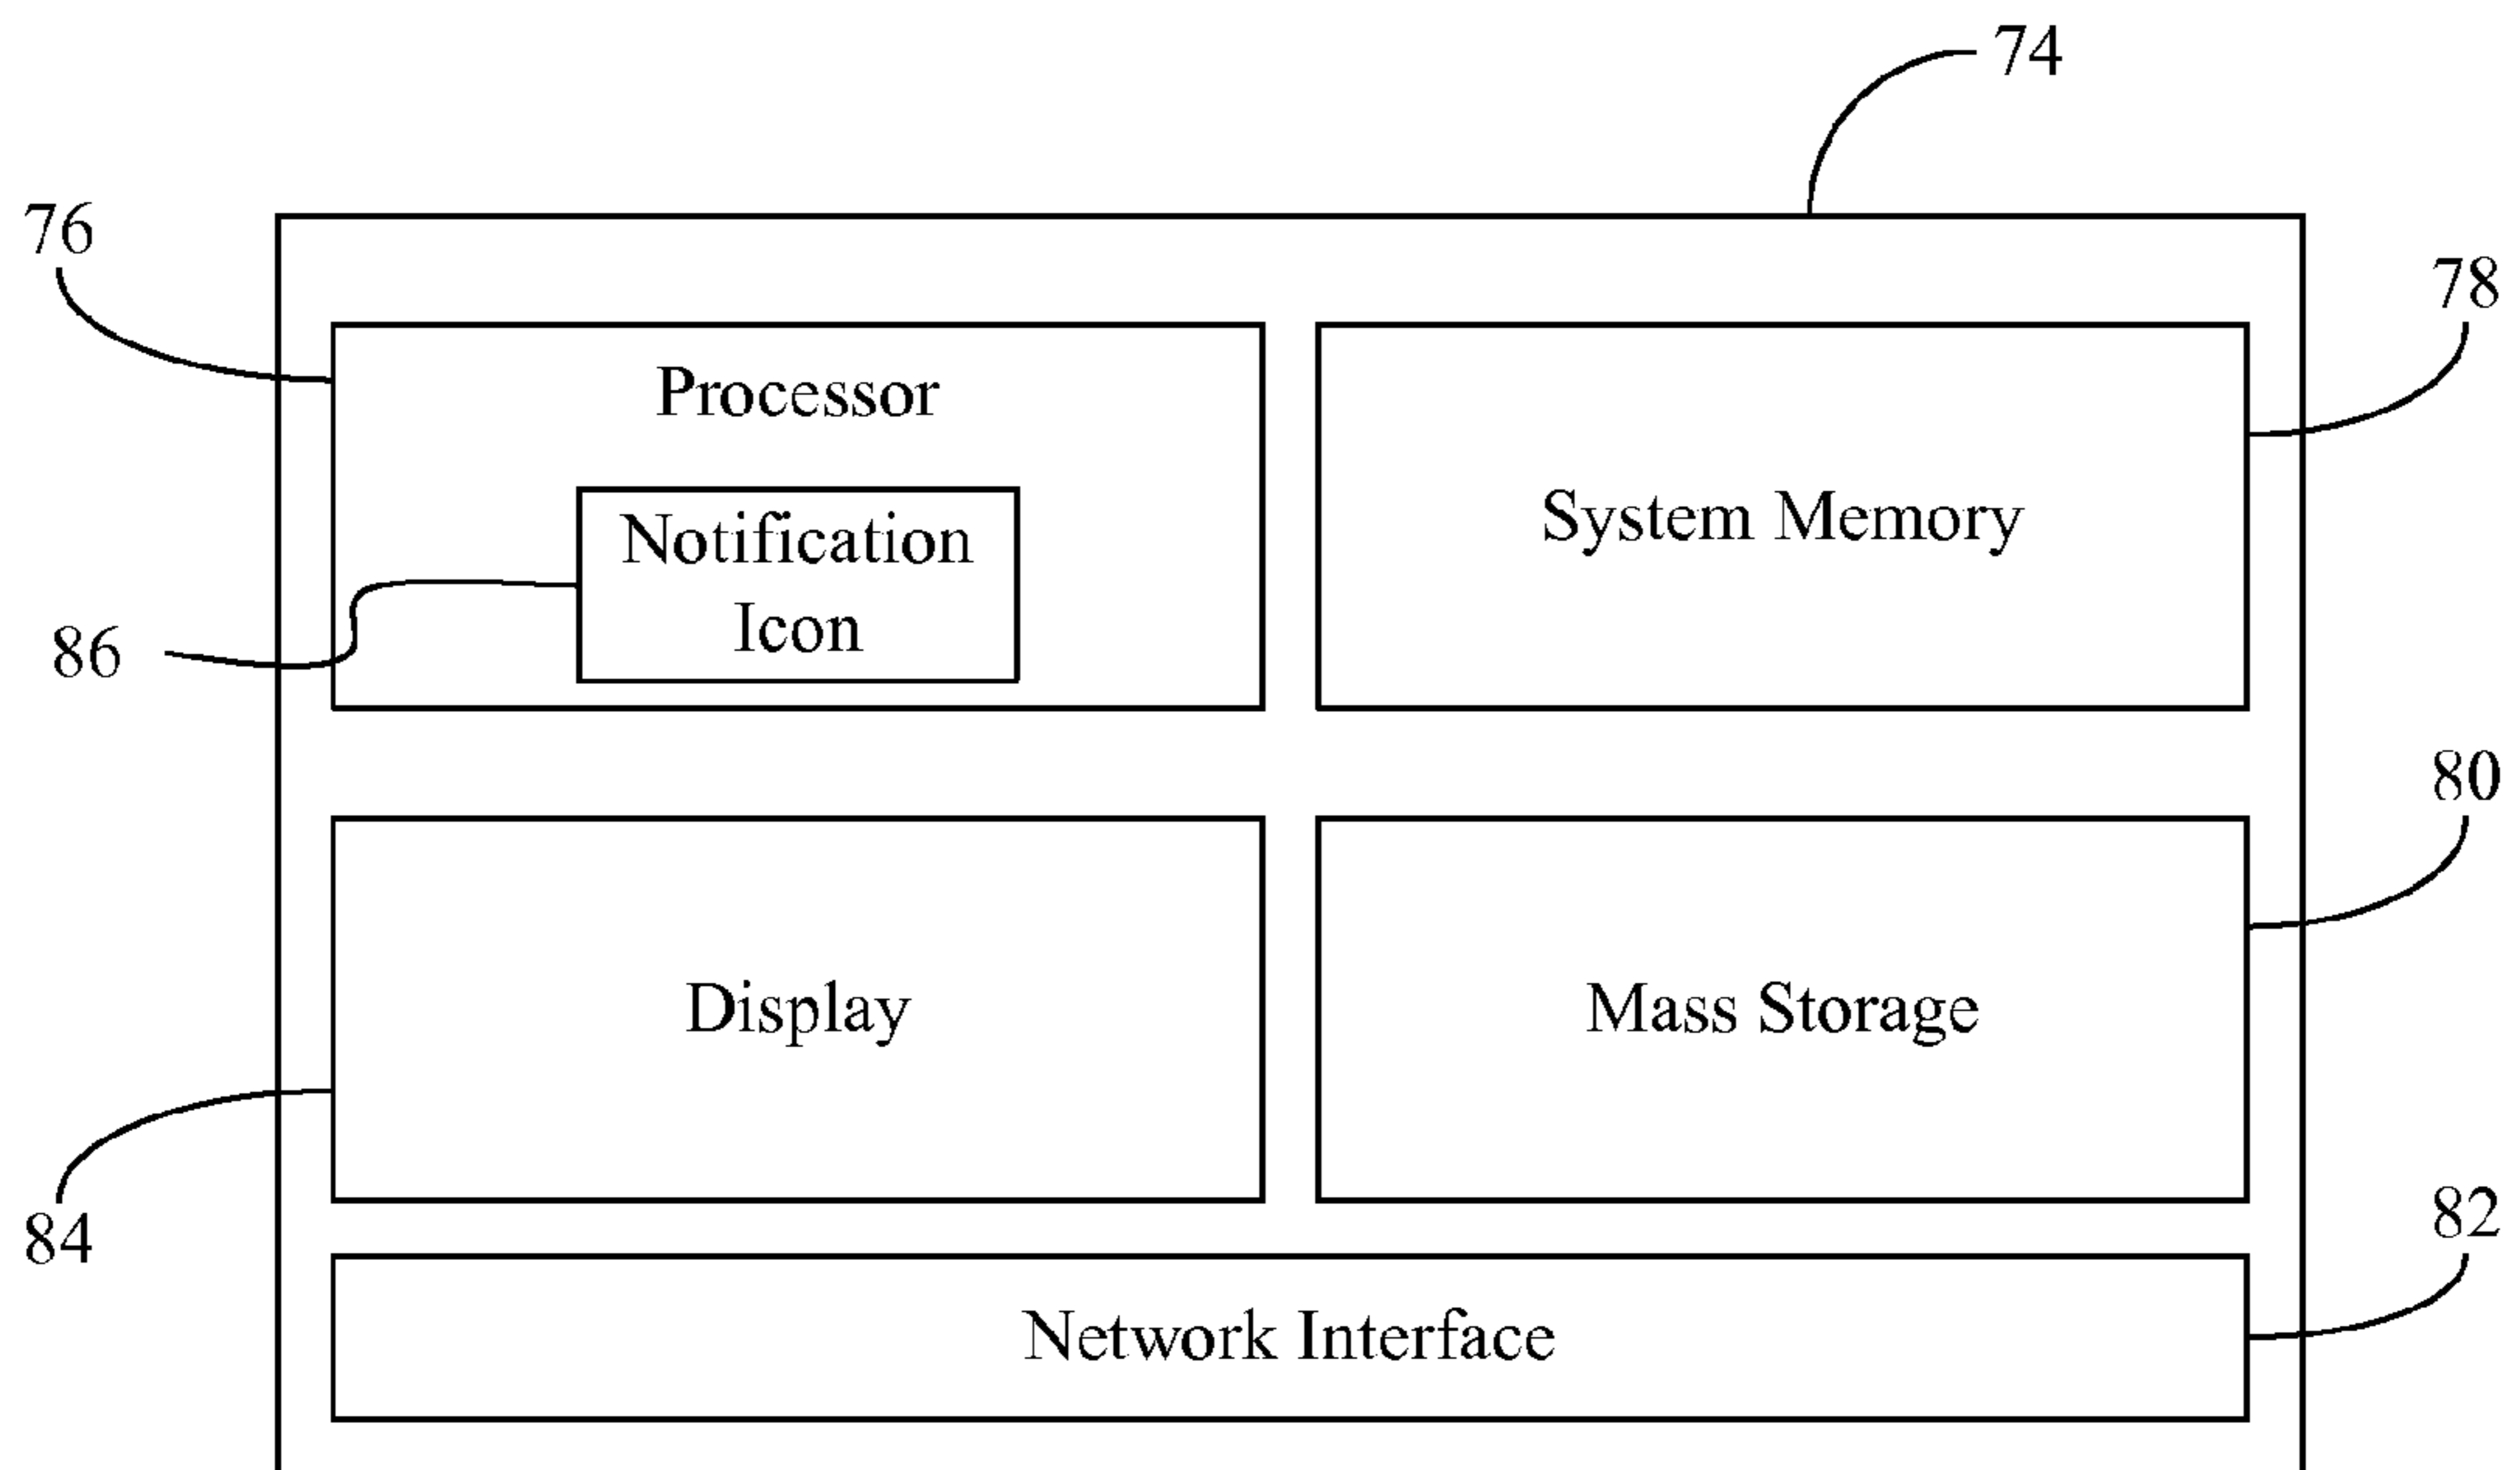 74
76
78
Processor
System Memory
Notification
Icon
86
80
Display
Mass Storage
84
82
Network Interface